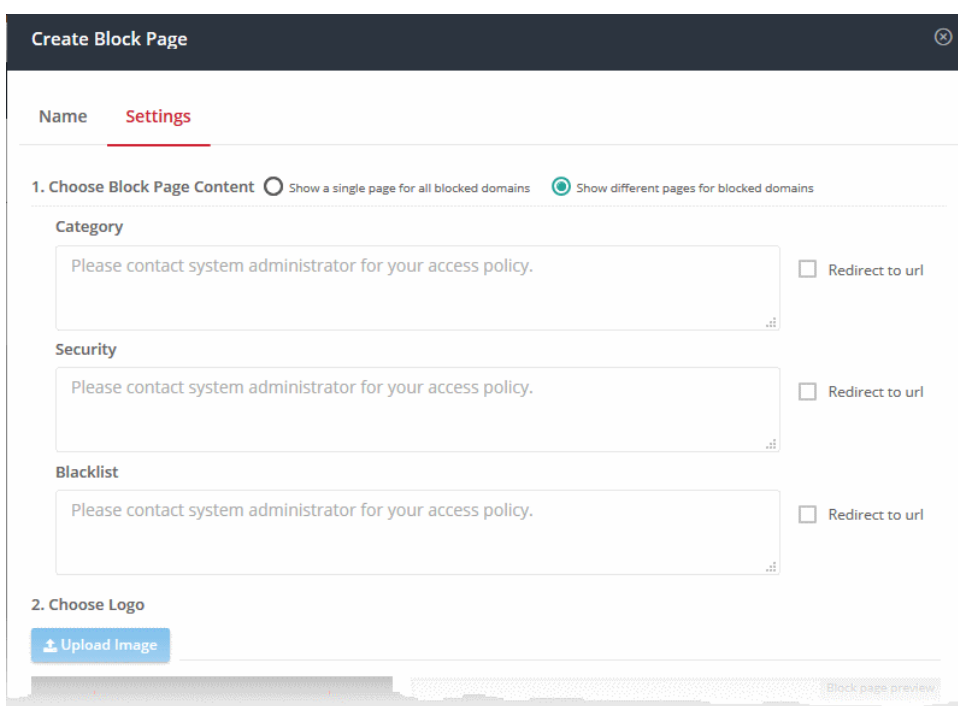 Create Block Page
Name Settings
1. Choose Block Page Content Show a single page for all blocked domains Show different pages for blocked domains
Category
Please contact system administrator for your access policy. Redirect to url
Security
Please contact system administrator for your access policy. Redirect to url
Blacklist
Please contact system administrator for your access policy. Redirect to url
2. Choose Logo
Upload Image
Block page preview